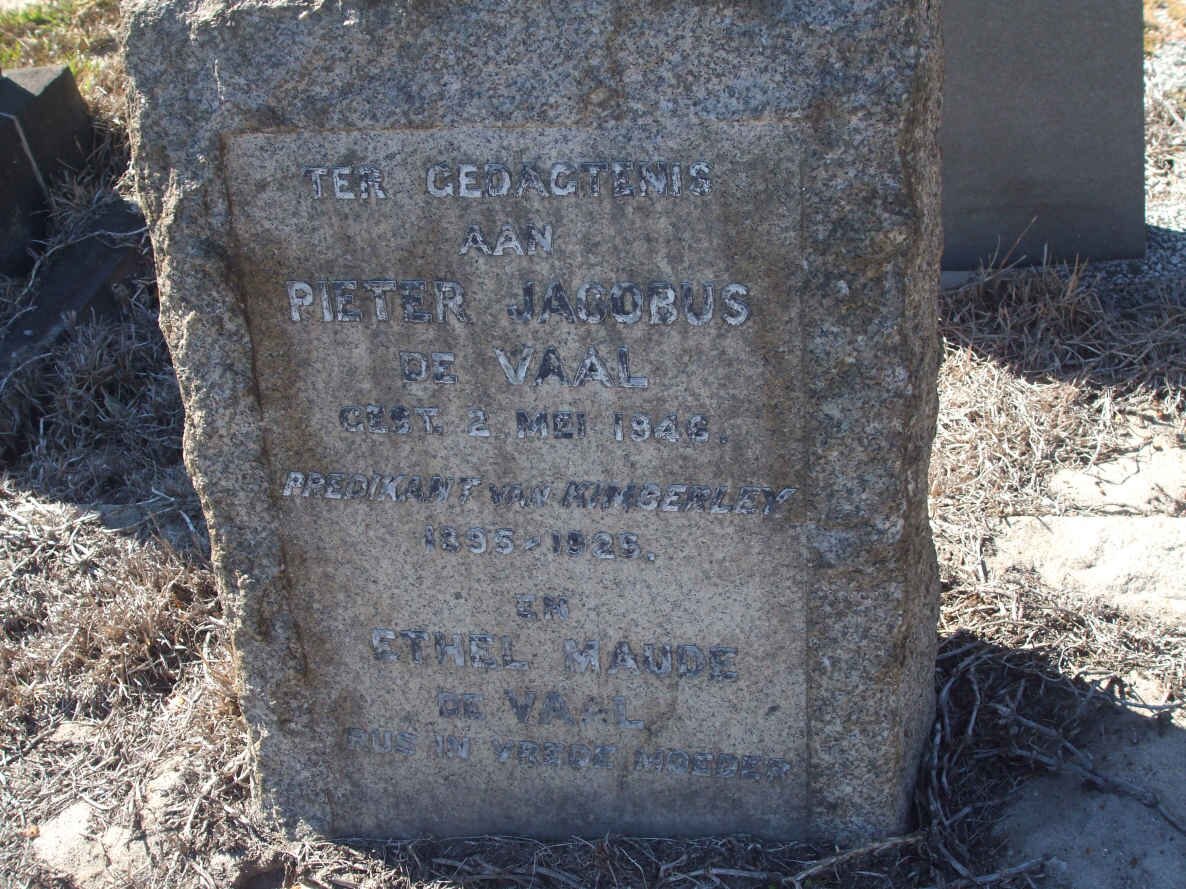 TER GEDAGTENIS
AAN
PIETER JACOBUS
DE VAAL
GEST. 2 MEI 1946.
PREDIKANT VAN KIMBERLEY
1895-1925.
EN
ETHEL MAUDE
DE VAAL
RUS IN VREDE MOEDER